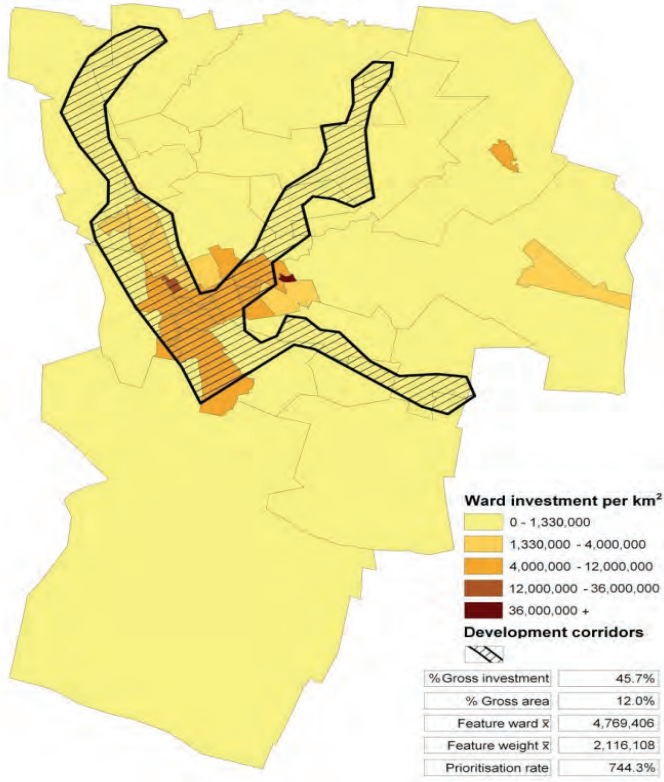 Ward investment per km²
0 - 1,330,000
1,330,000 - 4,000,000
4,000,000 - 12,000,000
12,000,000 - 36,000,000
36,000,000 +
Development corridors
%Gross investment 45.7%
% Gross area 12.0%
Feature ward x̄ 4,769,406
Feature weight x̄ 2,116,108
Prioritisation rate 744.3%